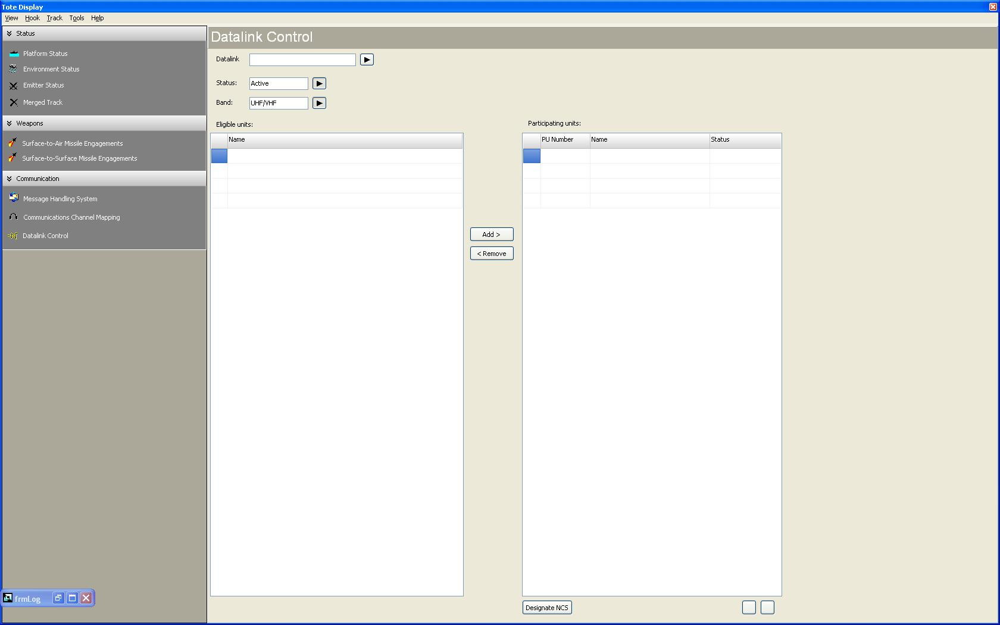 Tote Display
View Hook Track Tools Help
Status
Platform Status
Environment Status
Emitter Status
Merged Track
Weapons
Surface-to-Air Missile Engagements
Surface-to-Surface Missile Engagements
Communication
Message Handling System
Communications Channel Mapping
Datalink Control
frmLog
Datalink Control
Datalink
Status: Active
Band: UHF/VHF
Eligible units:
Name
Add >
< Remove
Participating units:
PU Number Name Status
Designate NCS